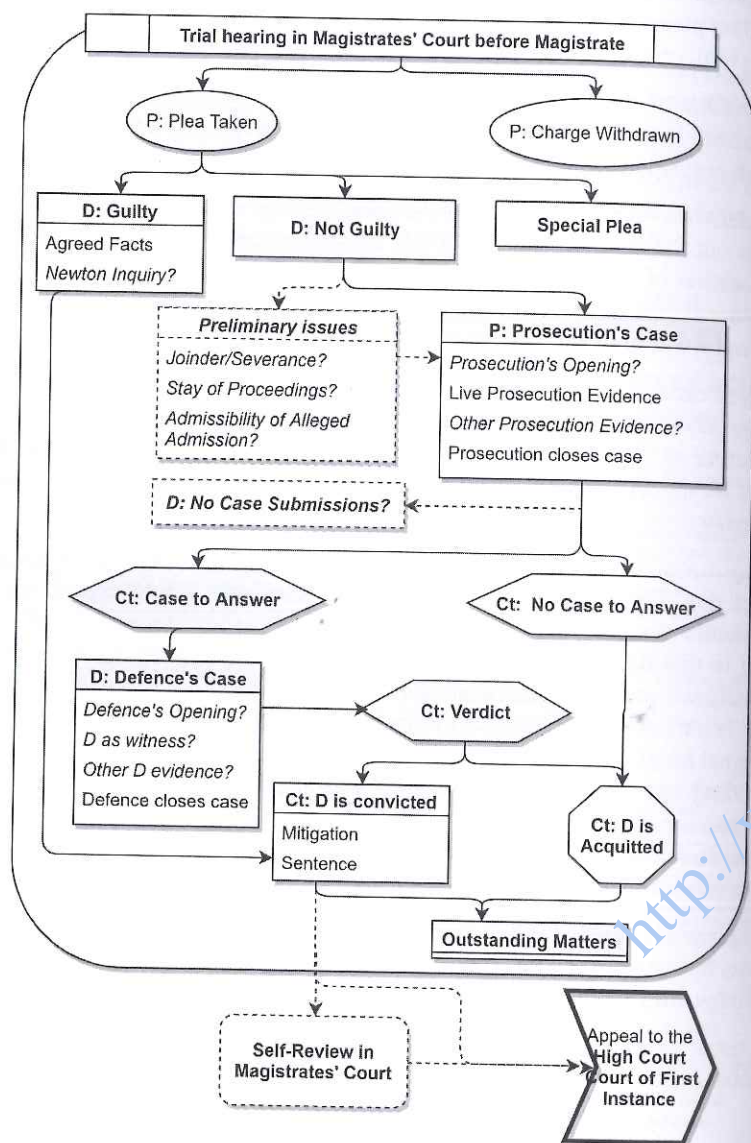 Trial hearing in Magistrates' Court before Magistrate
P: Plea Taken
P: Charge Withdrawn
D: Guilty
Agreed Facts
Newton Inquiry?
D: Not Guilty
Special Plea
Preliminary issues
Joinder/Severance?
Stay of Proceedings?
Admissibility of Alleged
Admission?
P: Prosecution's Case
Prosecution's Opening?
Live Prosecution Evidence
Other Prosecution Evidence?
Prosecution closes case
D: No Case Submissions?
Ct: Case to Answer
Ct: No Case to Answer
D: Defence's Case
Defence's Opening?
D as witness?
Other D evidence?
Defence closes case
Ct: Verdict
Ct: D is convicted
Mitigation
Sentence
Ct: D is
Acquitted
Outstanding Matters
Self-Review in
Magistrates' Court
Appeal to the
High Court
Court of First
Instance
http://